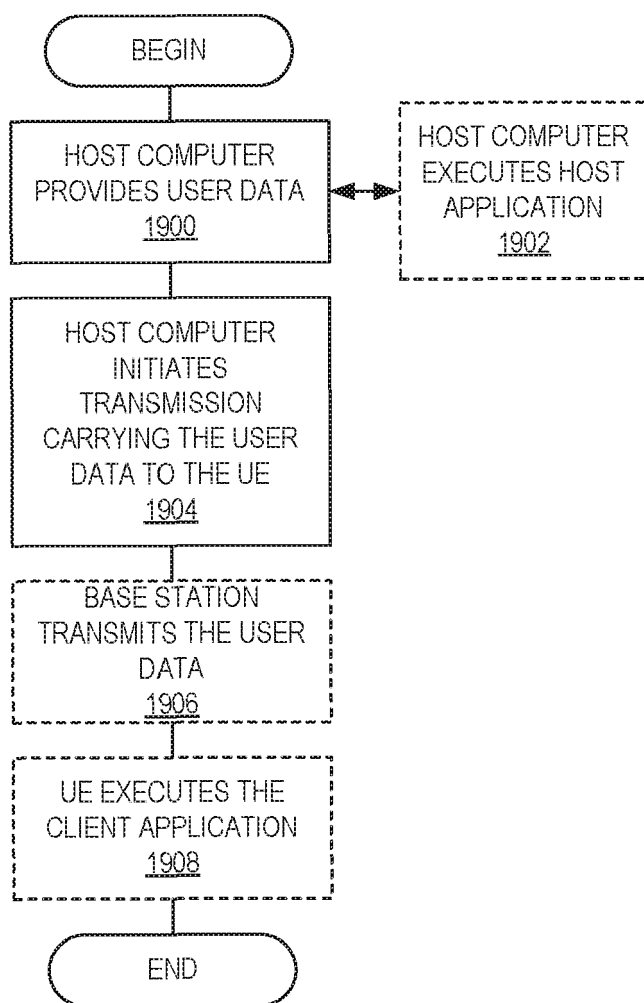 BEGIN
HOST COMPUTER
PROVIDES USER DATA
1900
HOST COMPUTER
EXECUTES HOST
APPLICATION
1902
HOST COMPUTER
INITIATES
TRANSMISSION
CARRYING THE USER
DATA TO THE UE
1904
BASE STATION
TRANSMITS THE USER
DATA
1906
UE EXECUTES THE
CLIENT APPLICATION
1908
END